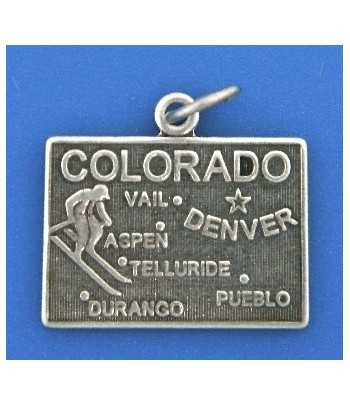 COLORADO
VAIL
DENVER
ASPEN
TELLURIDE
PUEBLO
DURANGO